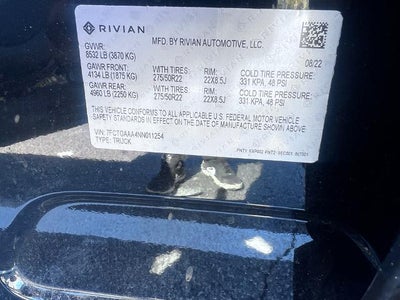 RIVIAN
MFD. BY RIVIAN AUTOMOTIVE, LLC.
08/22
GVWR:
8532 LB (3870 KG)
GAWR FRONT: WITH TIRES: RIM: COLD TIRE PRESSURE:
4134 LB (1875 KG) 275/50R22 22X8.5J 331 KPA, 48 PSI
GAWR REAR: WITH TIRES: RIM: COLD TIRE PRESSURE:
4960 LB (2250 KG) 275/50R22 22X8.5J 331 KPA, 48 PSI
THIS VEHICLE CONFORMS TO ALL APPLICABLE U.S. FEDERAL MOTOR VEHICLE
SAFETY STANDARDS IN EFFECT ON THE DATE OF MANUFACTURE SHOWN ABOVE
VIN: 7FCTGAAA4NN011254
TYPE: TRUCK